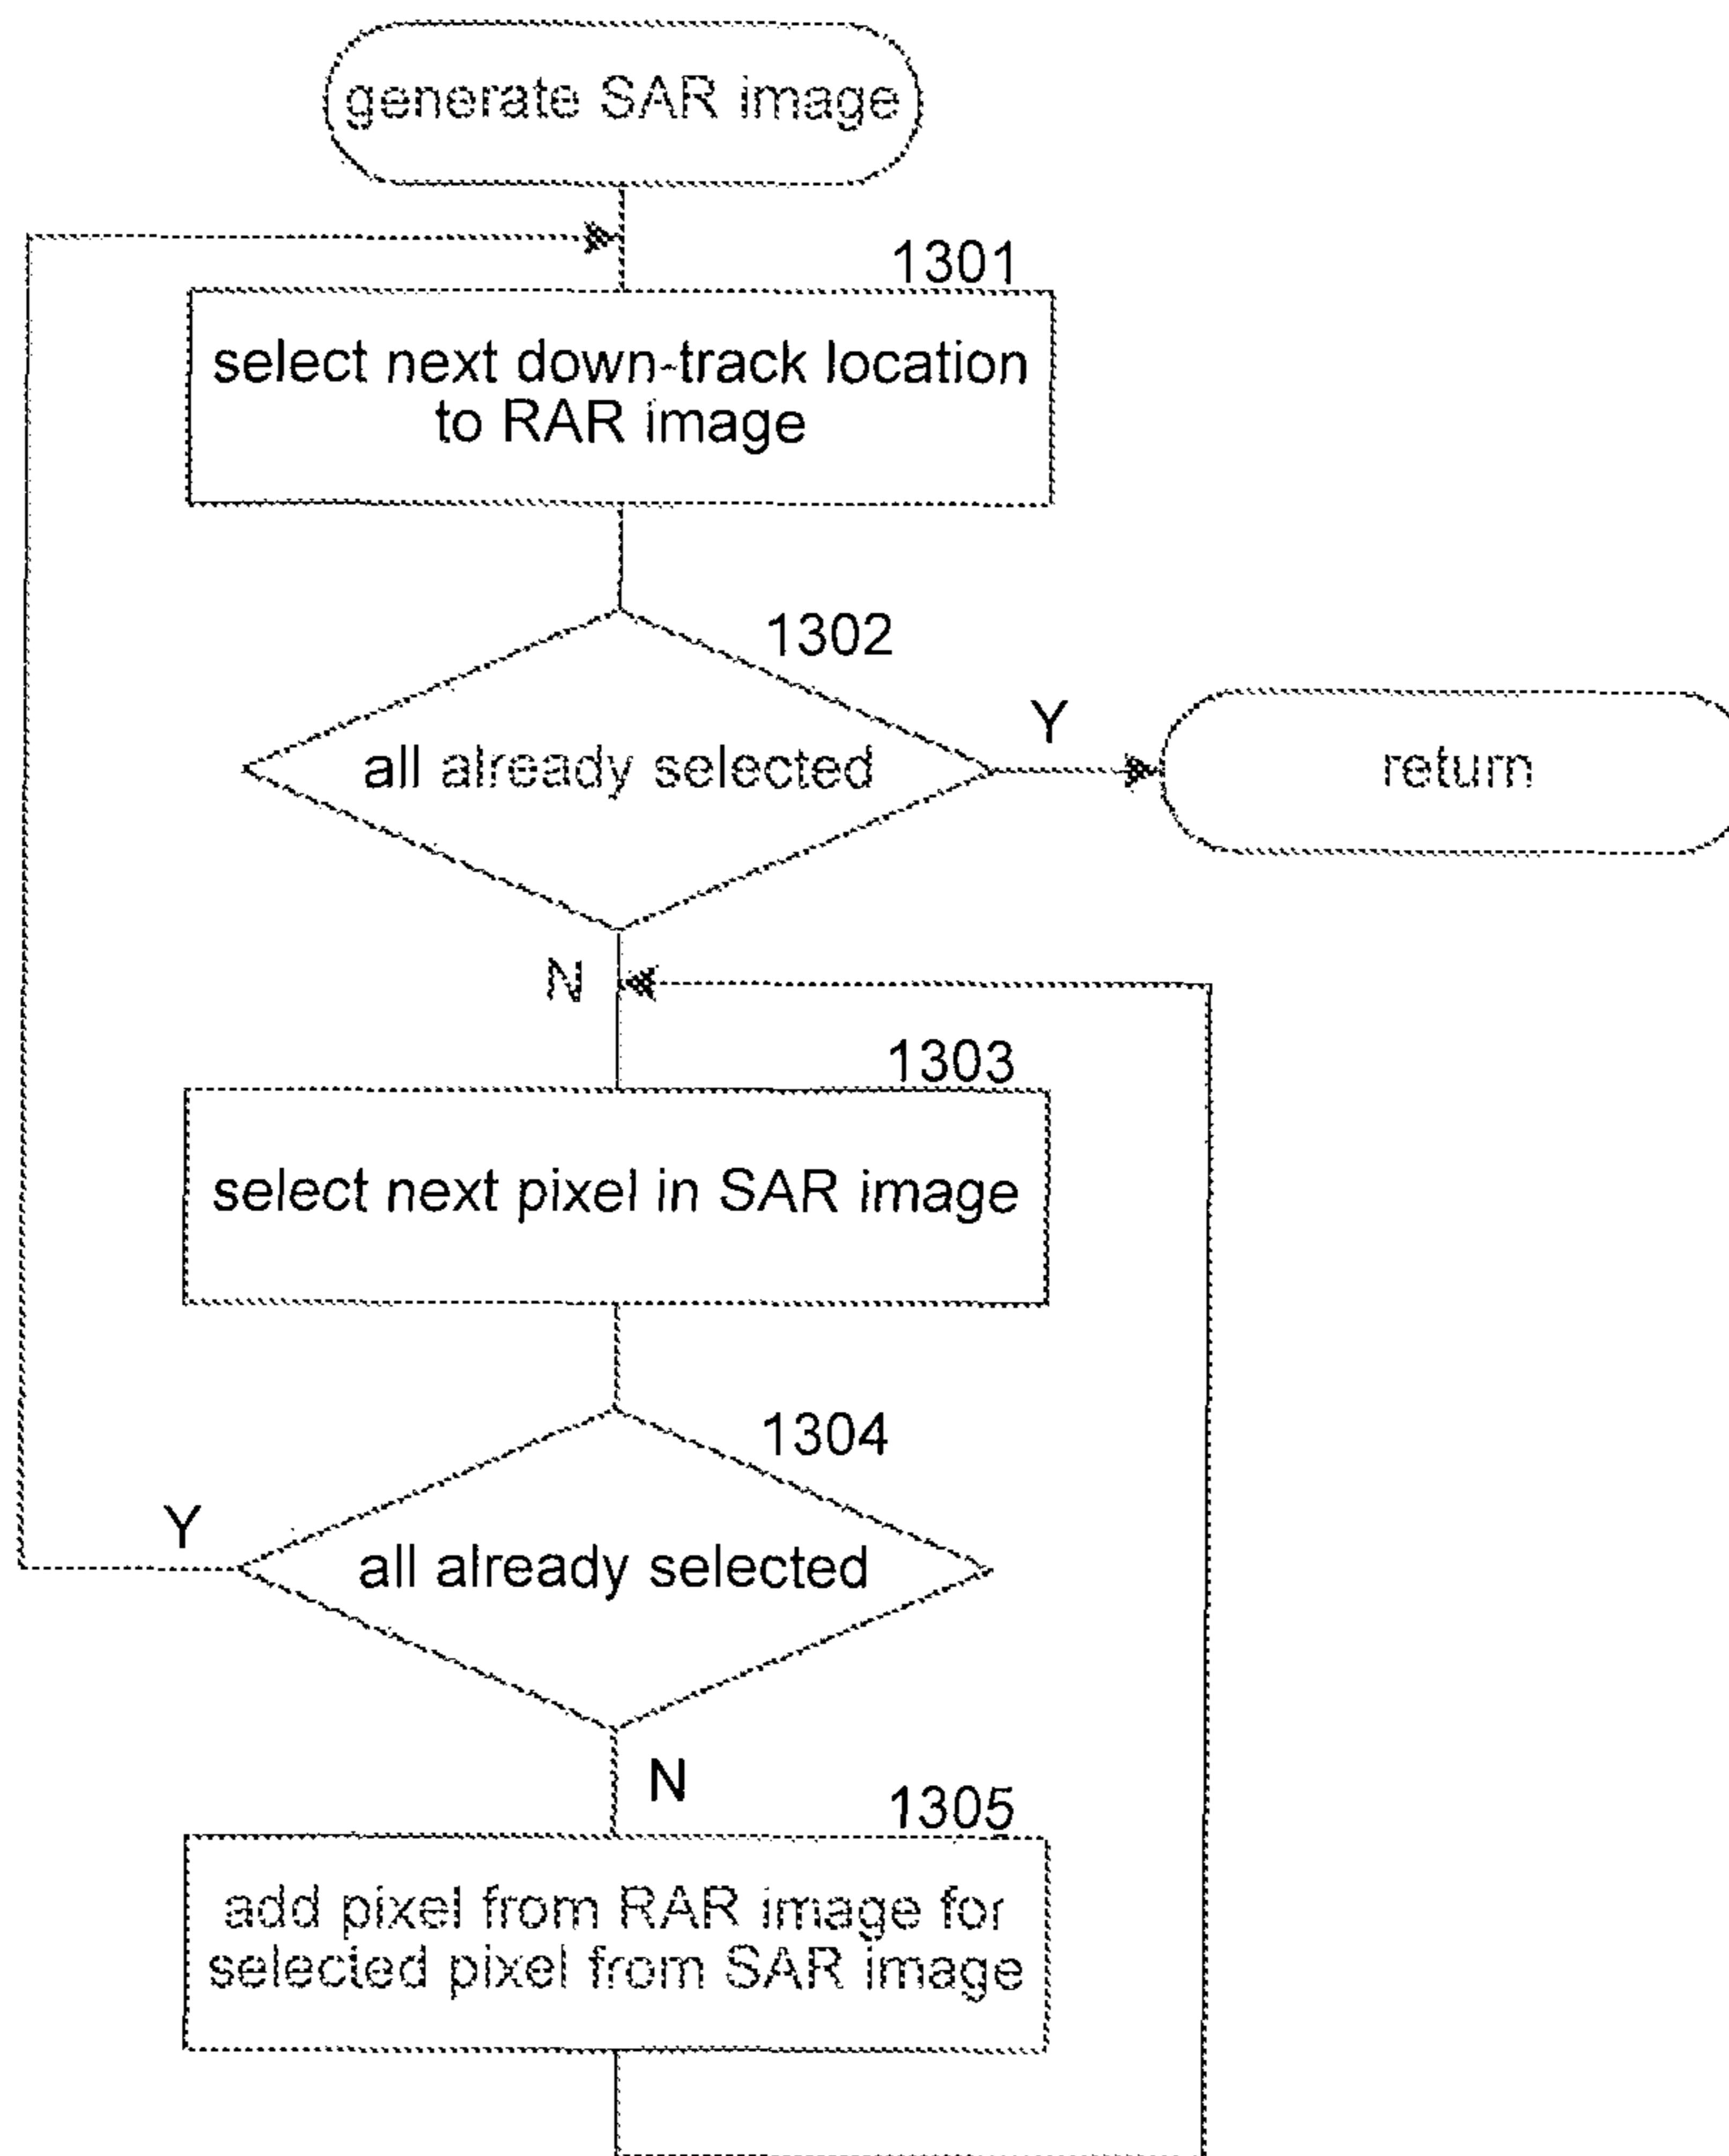 generate SAR image
1301
select next down-track location
to RAR image
1302
all already selected
Y
return
N
1303
select next pixel in SAR image
1304
Y
all already selected
N
1305
add pixel from RAR image for
selected pixel from SAR image